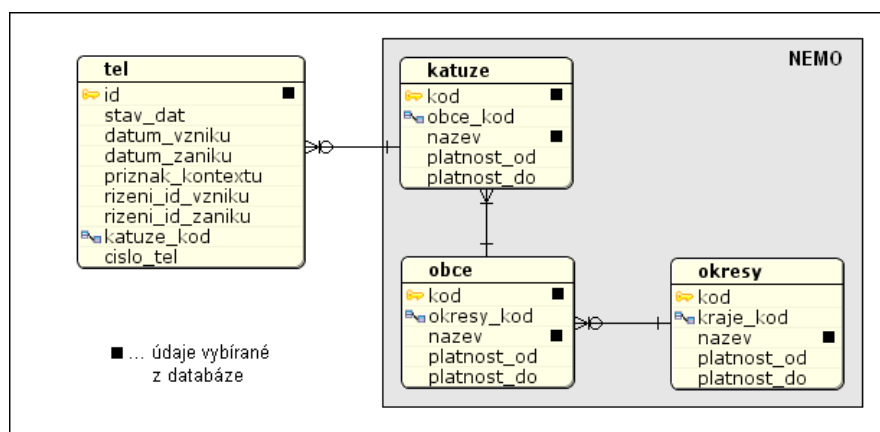 tel
id
stav_dat
datum_vzniku
datum_zaniku
priznak_kontextu
rizeni_id_vzniku
rizeni_id_zaniku
katuze_kod
cislo_tel
NEMO
katuze
kod
obce_kod
nazev
platnost_od
platnost_do
obce
kod
okresy_kod
nazev
platnost_od
platnost_do
okresy
kod
kraje_kod
nazev
platnost_od
platnost_do
■ ... údaje vybírané
z databáze